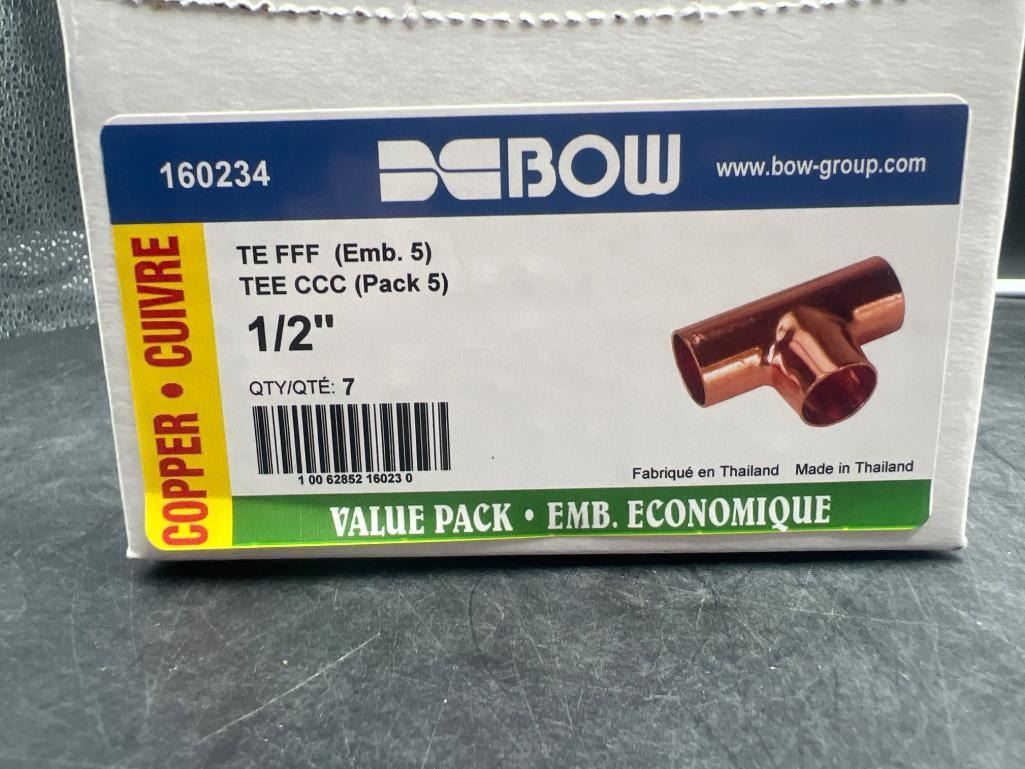 160234
BOW
www.bow-group.com
COPPER • CUIVRE
TE FFF (Emb. 5)
TEE CCC (Pack 5)
1/2"
QTY/QTÉ: 7
1 00 62852 16023 0
Fabriqué en Thailand Made in Thailand
VALUE PACK • EMB. ECONOMIQUE